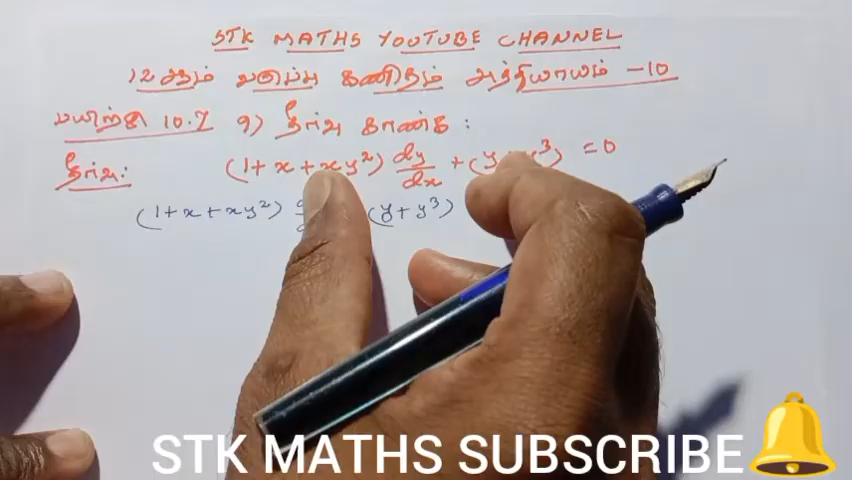 STK MATHS YOUTUBE CHANNEL
12ஆம் வகுப்பு கணிதம் அத்தியாயம் -10
பயிற்சி 10.7 9) தீர்வு காண்க :
தீர்வு: (1+x+xy²) dy/dx + (y+y³) =0
(1+x+xy²) (y+y³)
STK MATHS SUBSCRIBE